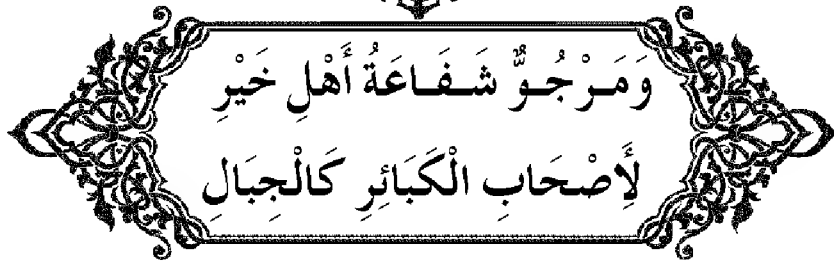 وَمَرْجُوٌّ شَفَاعَةُ أَهْلِ خَيْرٍ
لِأَصْحَابِ الْكَبَائِرِ كَالْجِبَالِ